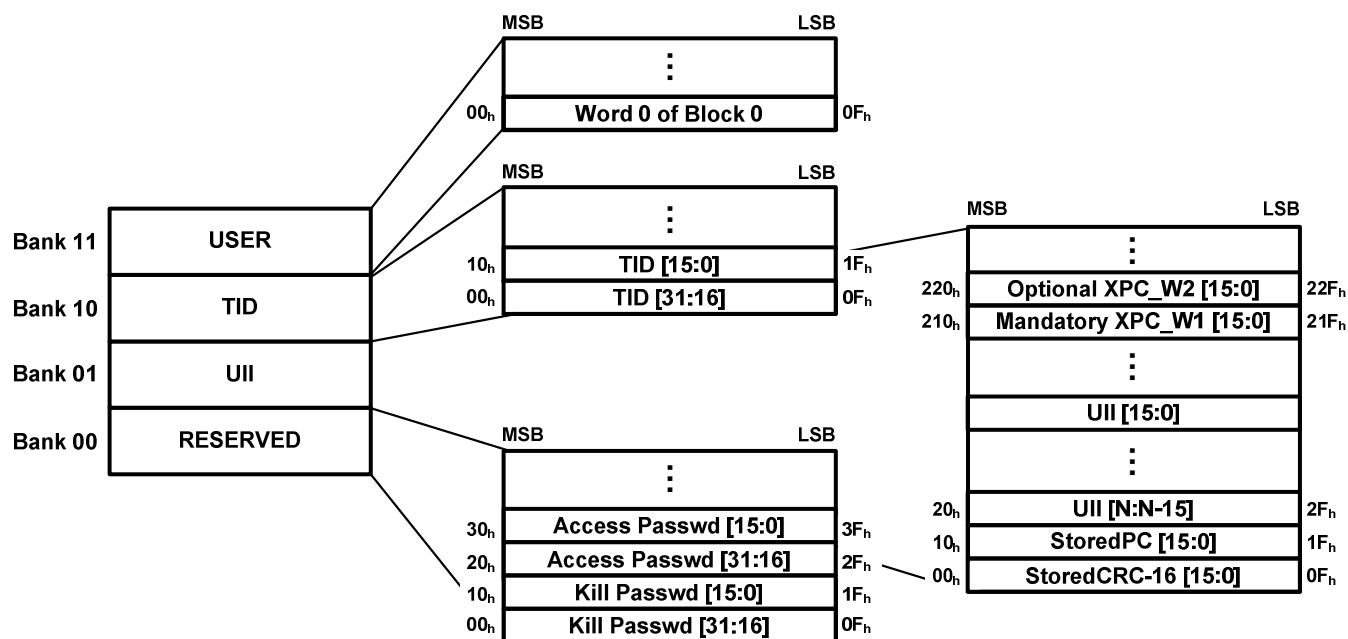 MSB LSB
⋮
00h Word 0 of Block 0 0Fh
MSB LSB
⋮
10h TID [15:0] 1Fh
00h TID [31:16] 0Fh
Bank 11 USER
Bank 10 TID
Bank 01 UII
Bank 00 RESERVED
MSB LSB
⋮
30h Access Passwd [15:0] 3Fh
20h Access Passwd [31:16] 2Fh
10h Kill Passwd [15:0] 1Fh
00h Kill Passwd [31:16] 0Fh
MSB LSB
⋮
220h Optional XPC_W2 [15:0] 22Fh
210h Mandatory XPC_W1 [15:0] 21Fh
⋮
UII [15:0]
⋮
20h UII [N:N-15] 2Fh
10h StoredPC [15:0] 1Fh
00h StoredCRC-16 [15:0] 0Fh